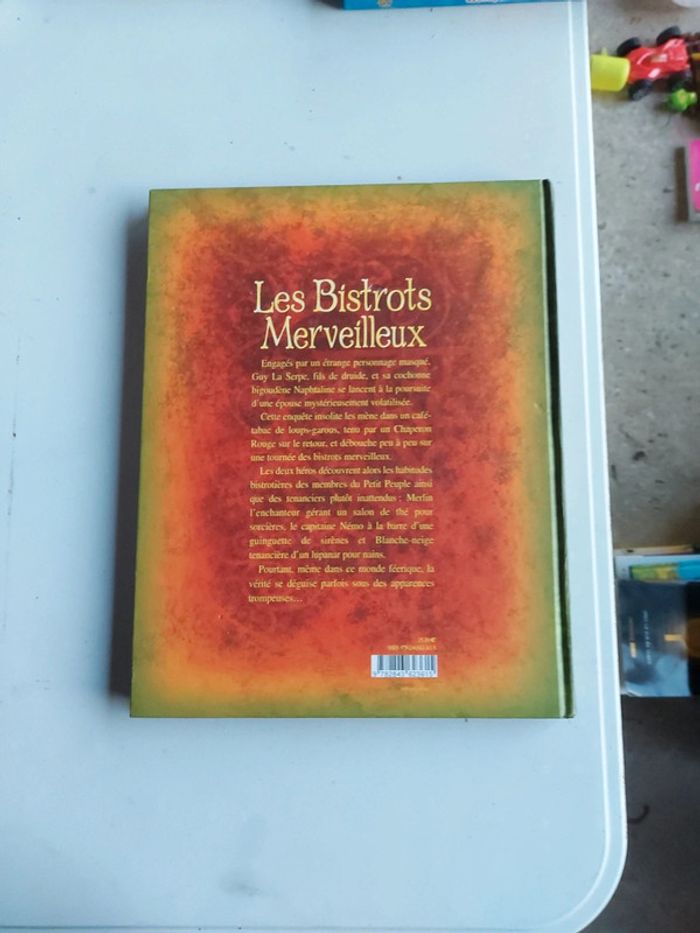 Les Bistrots
Merveilleux
Engagés par un étrange personnage masqué,
Guy La Serpe, fils de druide, et sa cochonne
bigoudène Naphtaline se lancent à la poursuite
d'une épouse mystérieusement volatilisée.
Cette enquête insolite les mène dans un café-
tabac de loups-garous, tenu par un Chaperon
Rouge sur le retour, et débouche peu à peu sur
une tournée des bistrots merveilleux.
Les deux héros découvrent alors les habitudes
bistrotières des membres du Petit Peuple ainsi
que des tenanciers plutôt inattendus : Merlin
l'enchanteur gérant un salon de thé pour
sorcières, le capitaine Némo à la barre d'une
guinguette de sirènes et Blanche-neige
tenancière d'un lupanar pour nains.
Pourtant, même dans ce monde féerique, la
vérité se déguise parfois sous des apparences
trompeuses…
9 782843 623615